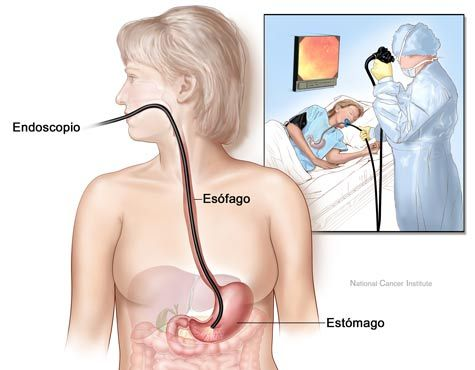 Endoscopio
Esófago
National Cancer Institute
Estómago